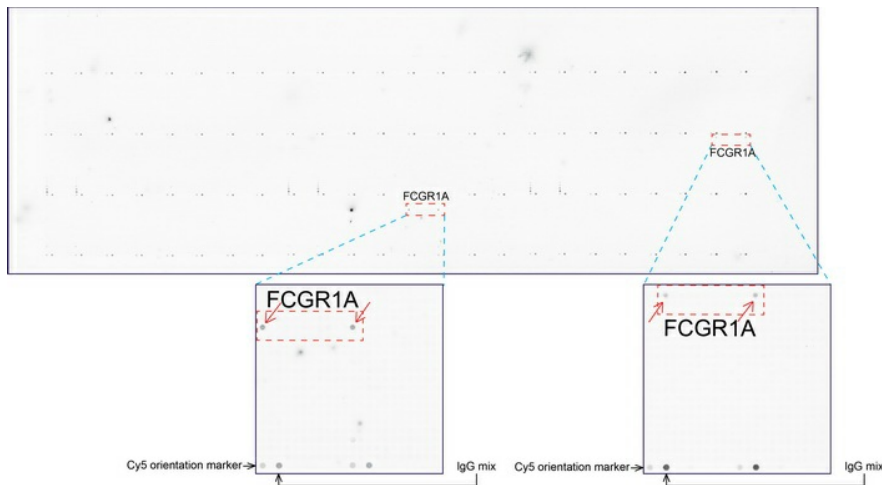 FCGR1A
FCGR1A
FCGR1A
FCGR1A
Cy5 orientation marker
IgG mix
Cy5 orientation marker
IgG mix